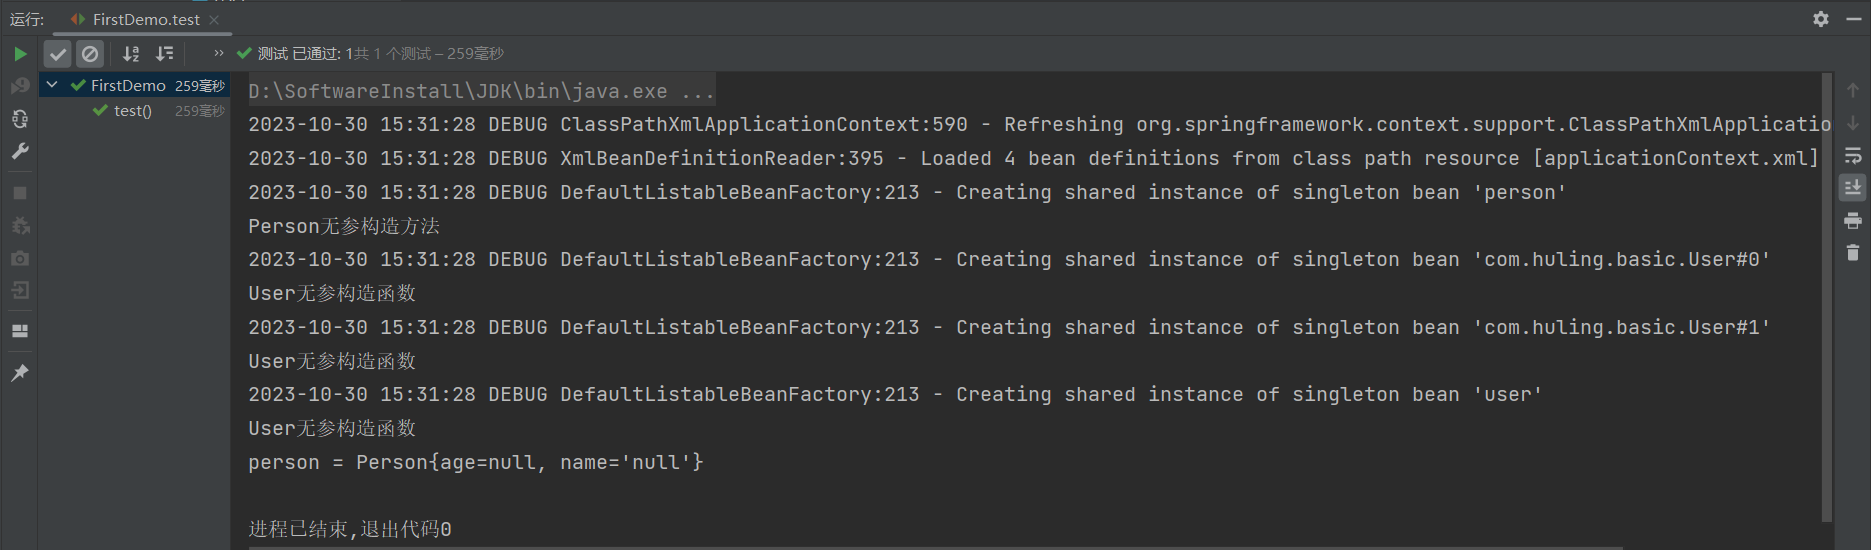 运行: FirstDemo.test
测试 已通过: 1共 1 个测试 – 259毫秒
FirstDemo 259毫秒
test() 259毫秒
D:\SoftwareInstall\JDK\bin\java.exe ...
2023-10-30 15:31:28 DEBUG ClassPathXmlApplicationContext:590 - Refreshing org.springframework.context.support.ClassPathXmlApplicatio
2023-10-30 15:31:28 DEBUG XmlBeanDefinitionReader:395 - Loaded 4 bean definitions from class path resource [applicationContext.xml]
2023-10-30 15:31:28 DEBUG DefaultListableBeanFactory:213 - Creating shared instance of singleton bean 'person'
Person无参构造方法
2023-10-30 15:31:28 DEBUG DefaultListableBeanFactory:213 - Creating shared instance of singleton bean 'com.huling.basic.User#0'
User无参构造函数
2023-10-30 15:31:28 DEBUG DefaultListableBeanFactory:213 - Creating shared instance of singleton bean 'com.huling.basic.User#1'
User无参构造函数
2023-10-30 15:31:28 DEBUG DefaultListableBeanFactory:213 - Creating shared instance of singleton bean 'user'
User无参构造函数
person = Person{age=null, name='null'}
进程已结束,退出代码0